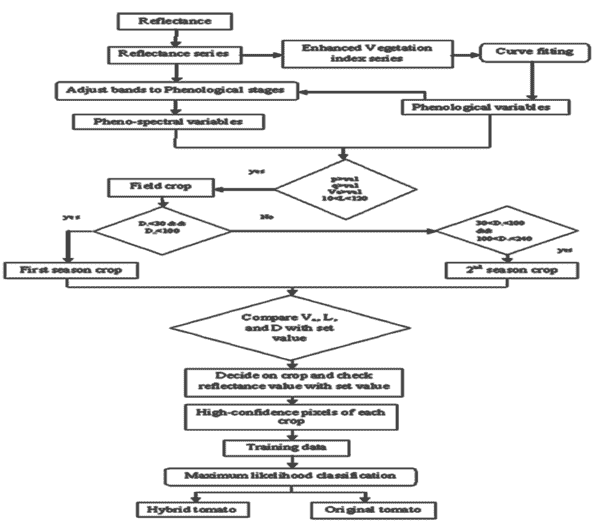 Reflectance
Reflectance series
Enhanced Vegetation
index series
Curve fitting
Adjust bands to Phenological stages
Phenological variables
Pheno-spectral variables
yes
10<L<120
Field crop
yes
No
yes
First season crop
2nd season crop
Compare
and D with set
value
Decide on crop and check
reflectance value with set value
High-confidence pixels of each
crop
Training data
Maximum likelihood classification
Hybrid tomato
Original tomato